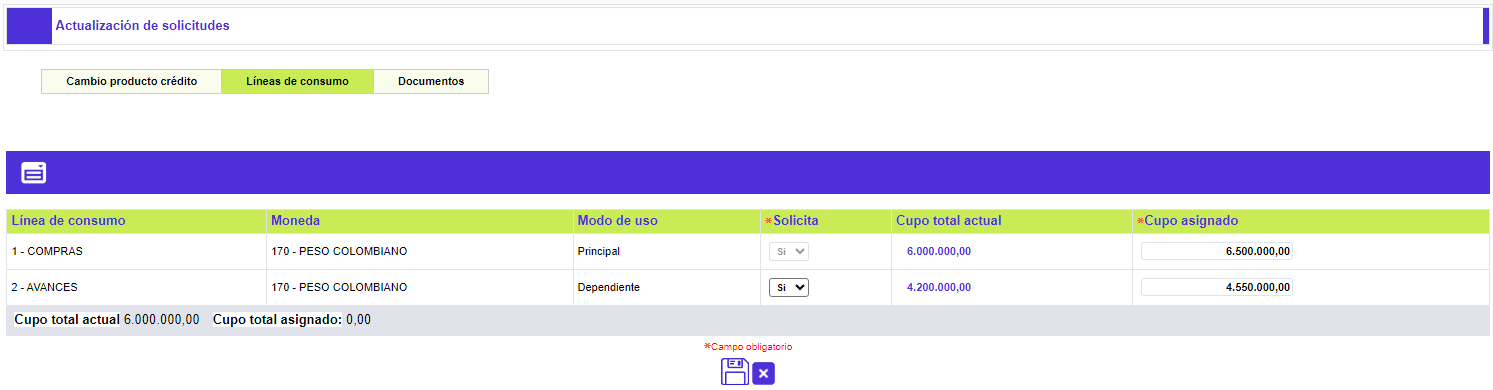 Actualización de solicitudes
Cambio producto crédito Líneas de consumo Documentos
Línea de consumo Moneda Modo de uso *Solicita Cupo total actual *Cupo asignado
1 - COMPRAS 170 - PESO COLOMBIANO Principal Si 6.000.000,00 6.500.000,00
2 - AVANCES 170 - PESO COLOMBIANO Dependiente Si 4.200.000,00 4.550.000,00
Cupo total actual 6.000.000,00 Cupo total asignado: 0,00
*Campo obligatorio